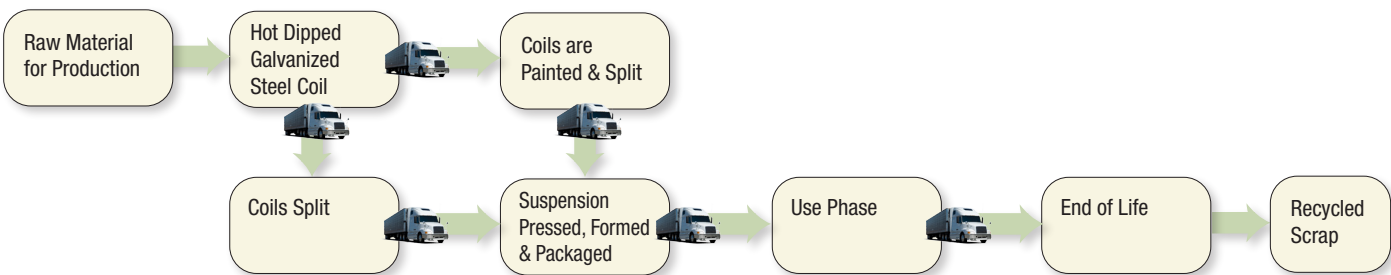 Raw Material
for Production
Hot Dipped
Galvanized
Steel Coil
Coils are
Painted & Split
Coils Split
Suspension
Pressed, Formed
& Packaged
Use Phase
End of Life
Recycled
Scrap